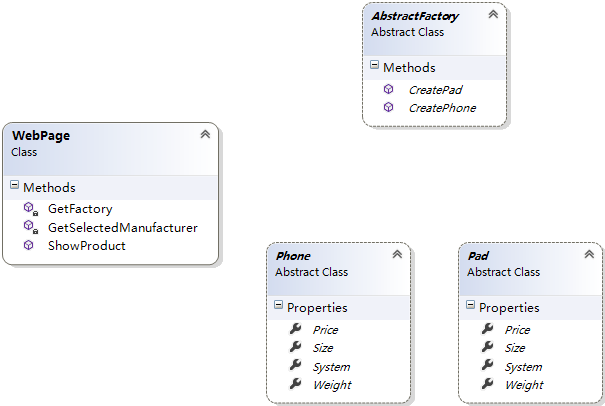 AbstractFactory
Abstract Class
Methods
CreatePad
CreatePhone
WebPage
Class
Methods
GetFactory
GetSelectedManufacturer
ShowProduct
Phone
Abstract Class
Properties
Price
Size
System
Weight
Pad
Abstract Class
Properties
Price
Size
System
Weight